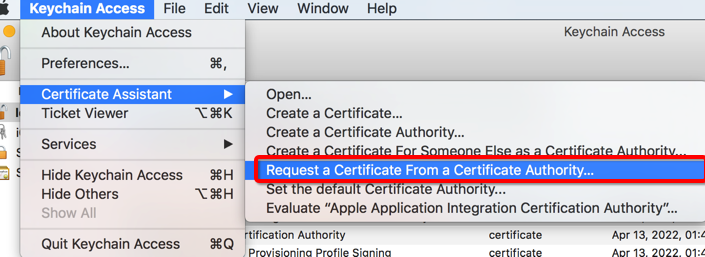 Keychain Access File Edit View Window Help
Keychain Access
About Keychain Access
Preferences... ⌘,
Certificate Assistant ▶
Ticket Viewer ⌥⌘K
Services ▶
Hide Keychain Access ⌘H
Hide Others ⌥⌘H
Show All
Quit Keychain Access ⌘Q
Open...
Create a Certificate...
Create a Certificate Authority...
Create a Certificate For Someone Else as a Certificate Authority...
Request a Certificate From a Certificate Authority...
Set the default Certificate Authority...
Evaluate “Apple Application Integration Certification Authority”...
rtification Authority certificate Apr 13, 2022, 01:4
Provisioning Profile Signing certificate Apr 13, 2022, 01:4